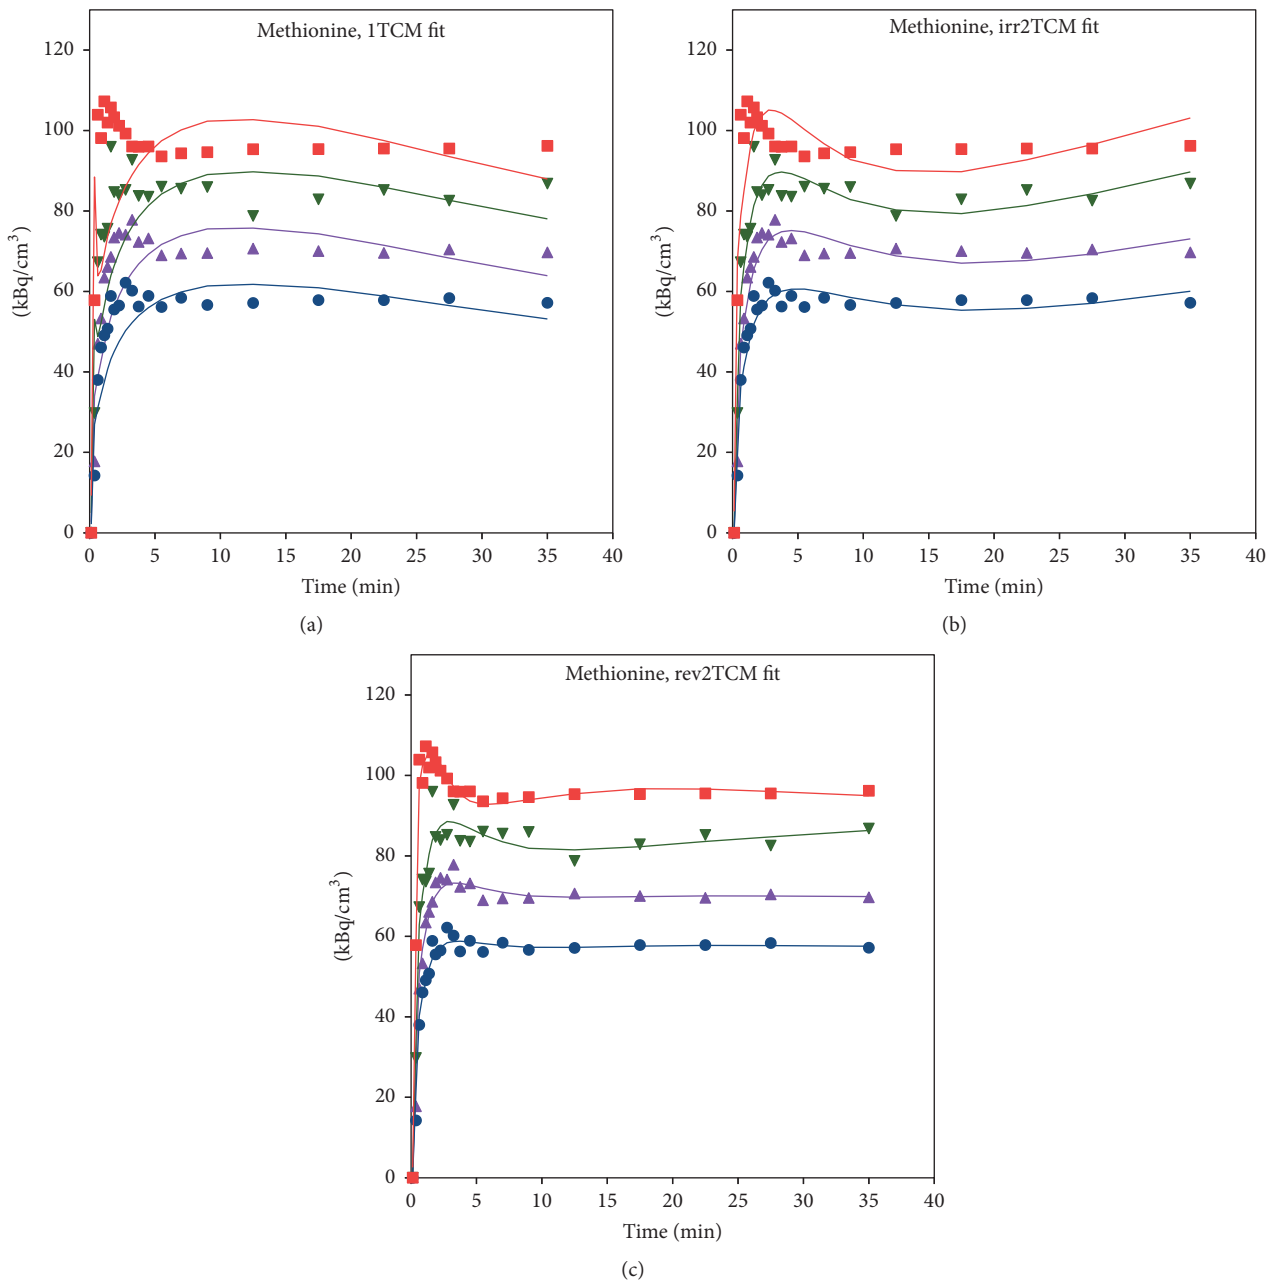 Methionine, 1TCM fit
120
100
80
60
40
20
0
(kBq/cm³)
0 5 10 15 20 25 30 35 40
Time (min)
(a)
Methionine, irr2TCM fit
120
100
80
60
40
20
0
(kBq/cm³)
0 5 10 15 20 25 30 35 40
Time (min)
(b)
Methionine, rev2TCM fit
120
100
80
60
40
20
0
(kBq/cm³)
0 5 10 15 20 25 30 35 40
Time (min)
(c)